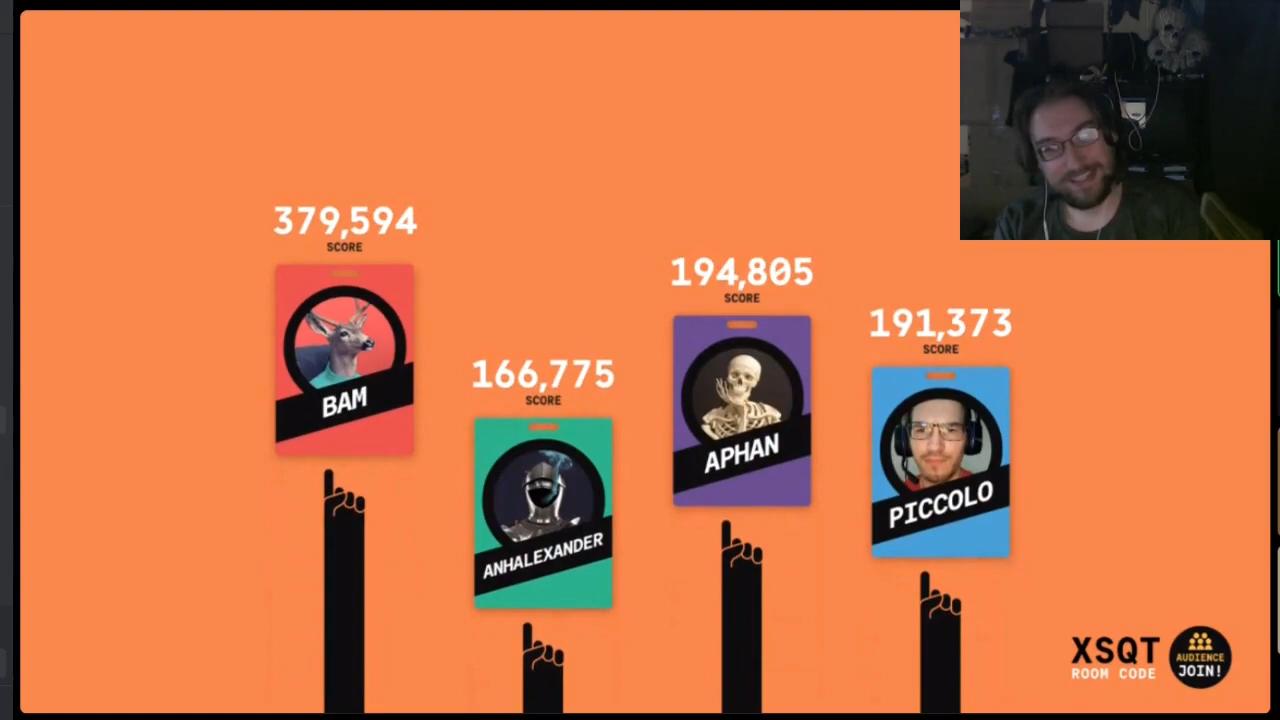 379,594
SCORE
BAM
166,775
SCORE
ANHALEXANDER
194,805
SCORE
APHAN
191,373
SCORE
PICCOLO
XSQT
ROOM CODE
AUDIENCE
JOIN!